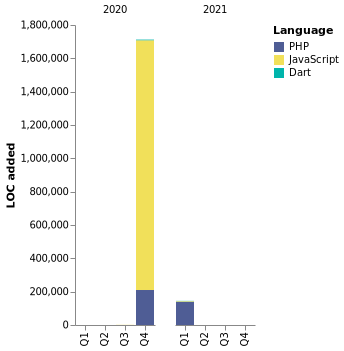 2020 2021
Language
PHP
JavaScript
Dart
LOC added
1,800,000
1,600,000
1,400,000
1,200,000
1,000,000
800,000
600,000
400,000
200,000
0
Q1 Q2 Q3 Q4 Q1 Q2 Q3 Q4